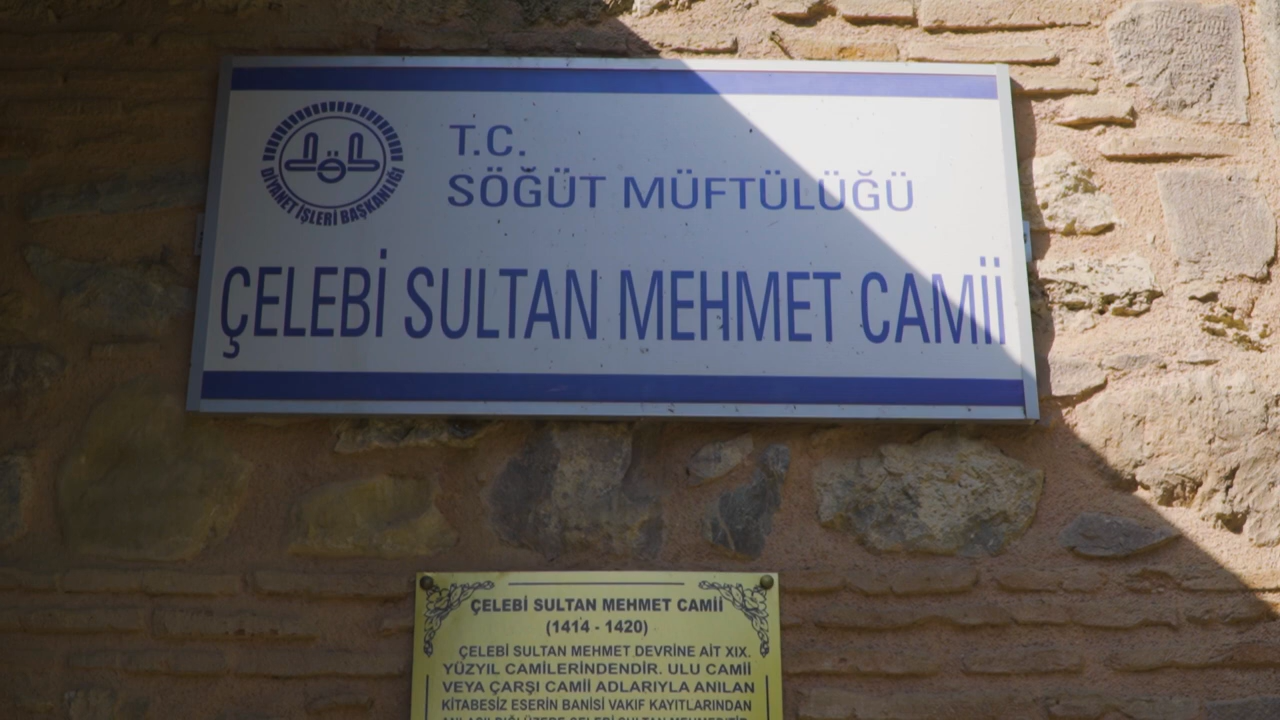 DİYANET İŞLERİ BAŞKANLIĞI
T.C.
SÖĞÜT MÜFTÜLÜĞÜ
ÇELEBİ SULTAN MEHMET CAMİİ
ÇELEBİ SULTAN MEHMET CAMİİ
(1414 - 1420)
ÇELEBİ SULTAN MEHMET DEVRİNE AİT XIX.
YÜZYIL CAMİLERİNDENDİR. ULU CAMİİ
VEYA ÇARŞI CAMİİ ADLARIYLA ANILAN
KİTABESİZ ESERİN BANİSİ VAKIF KAYITLARINDAN